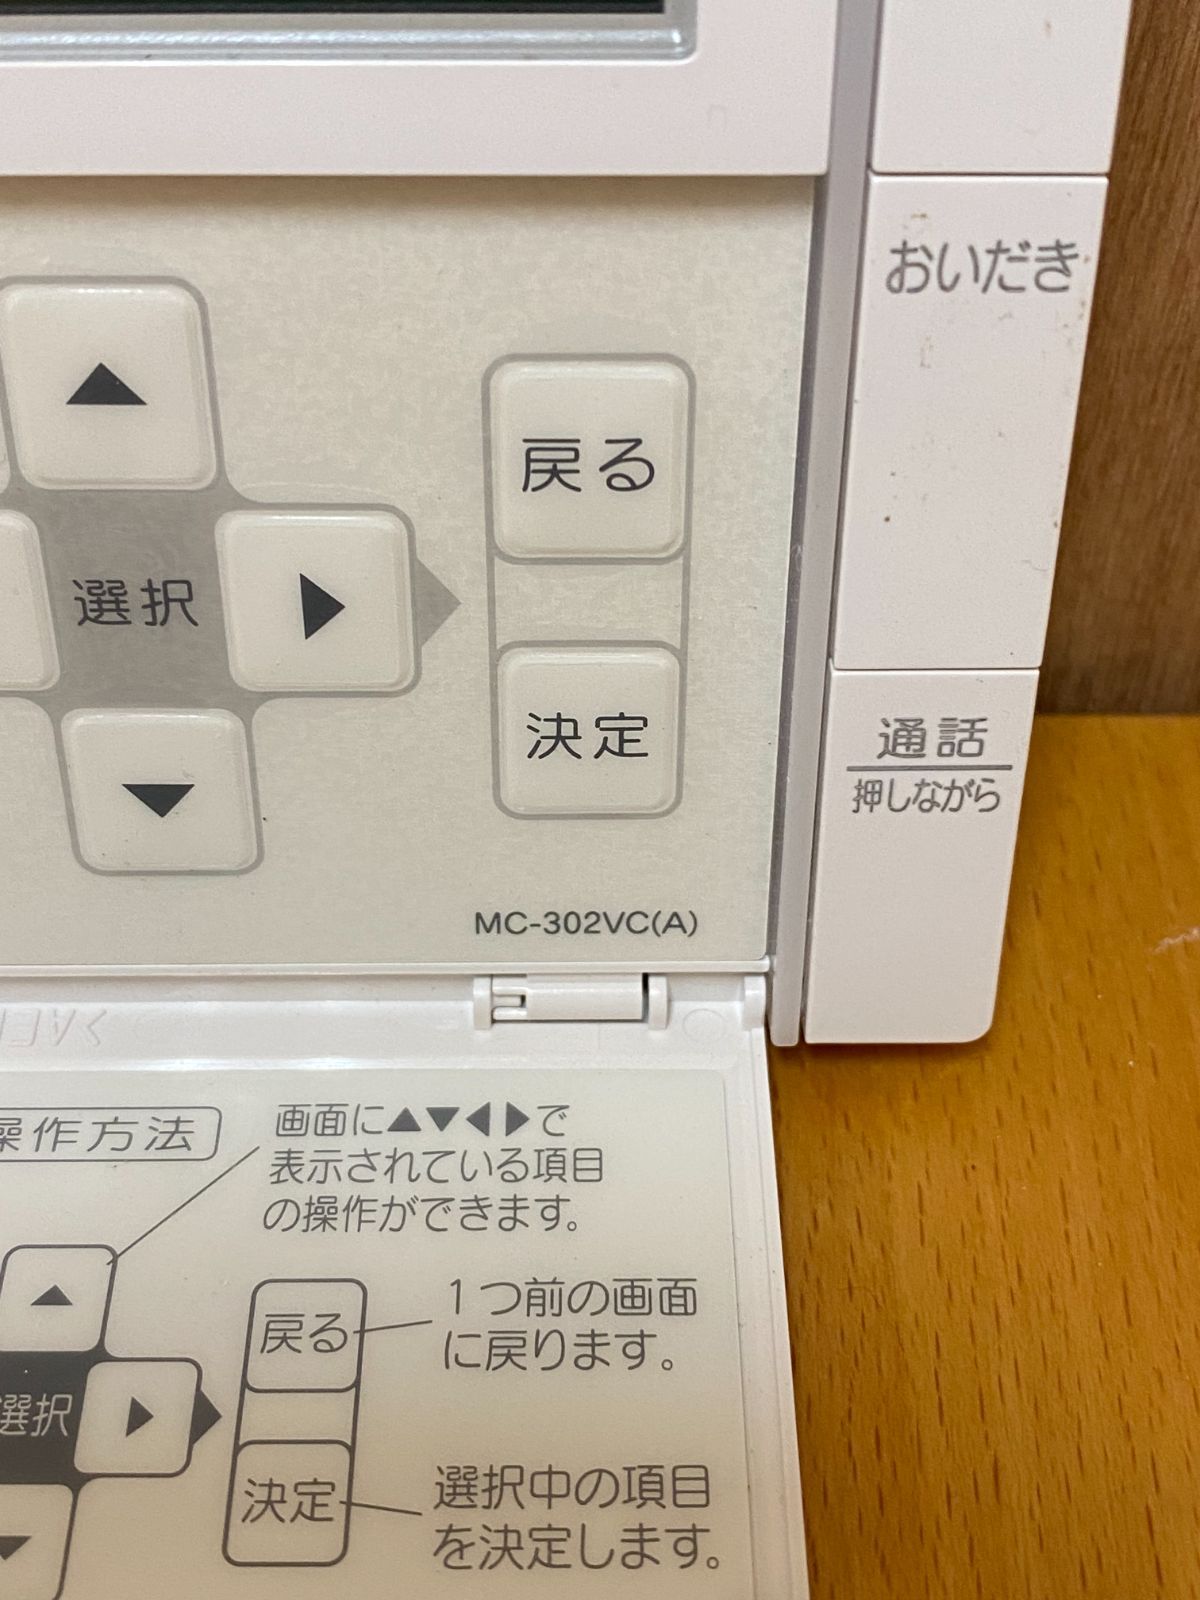 おいだき
▲
戻る
選択
▶
決定
通話
押しながら
▼
MC-302VC(A)
操作方法
画面に▲▼◀▶で
表示されている項目
の操作ができます。
▲
戻る
1つ前の画面
に戻ります。
選択
▶
決定
選択中の項目
を決定します。
▼